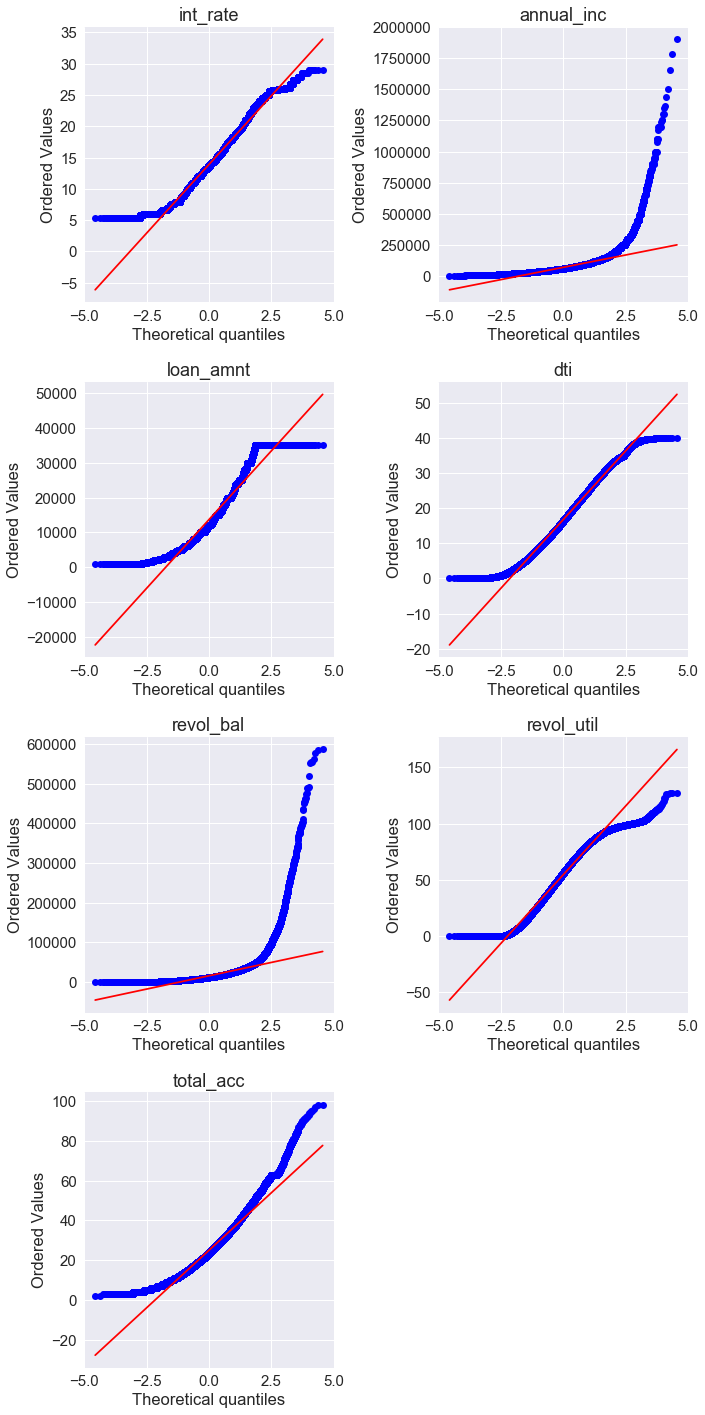 int_rate
35
30
25
20
15
10
5
0
−5
Ordered Values
−5.0 −2.5 0.0 2.5 5.0
Theoretical quantiles
annual_inc
2000000
1750000
1500000
1250000
1000000
750000
500000
250000
0
Ordered Values
−5.0 −2.5 0.0 2.5 5.0
Theoretical quantiles
loan_amnt
50000
40000
30000
20000
10000
0
−10000
−20000
Ordered Values
−5.0 −2.5 0.0 2.5 5.0
Theoretical quantiles
dti
50
40
30
20
10
0
−10
−20
Ordered Values
−5.0 −2.5 0.0 2.5 5.0
Theoretical quantiles
revol_bal
600000
500000
400000
300000
200000
100000
0
Ordered Values
−5.0 −2.5 0.0 2.5 5.0
Theoretical quantiles
revol_util
150
100
50
0
−50
Ordered Values
−5.0 −2.5 0.0 2.5 5.0
Theoretical quantiles
total_acc
100
80
60
40
20
0
−20
Ordered Values
−5.0 −2.5 0.0 2.5 5.0
Theoretical quantiles